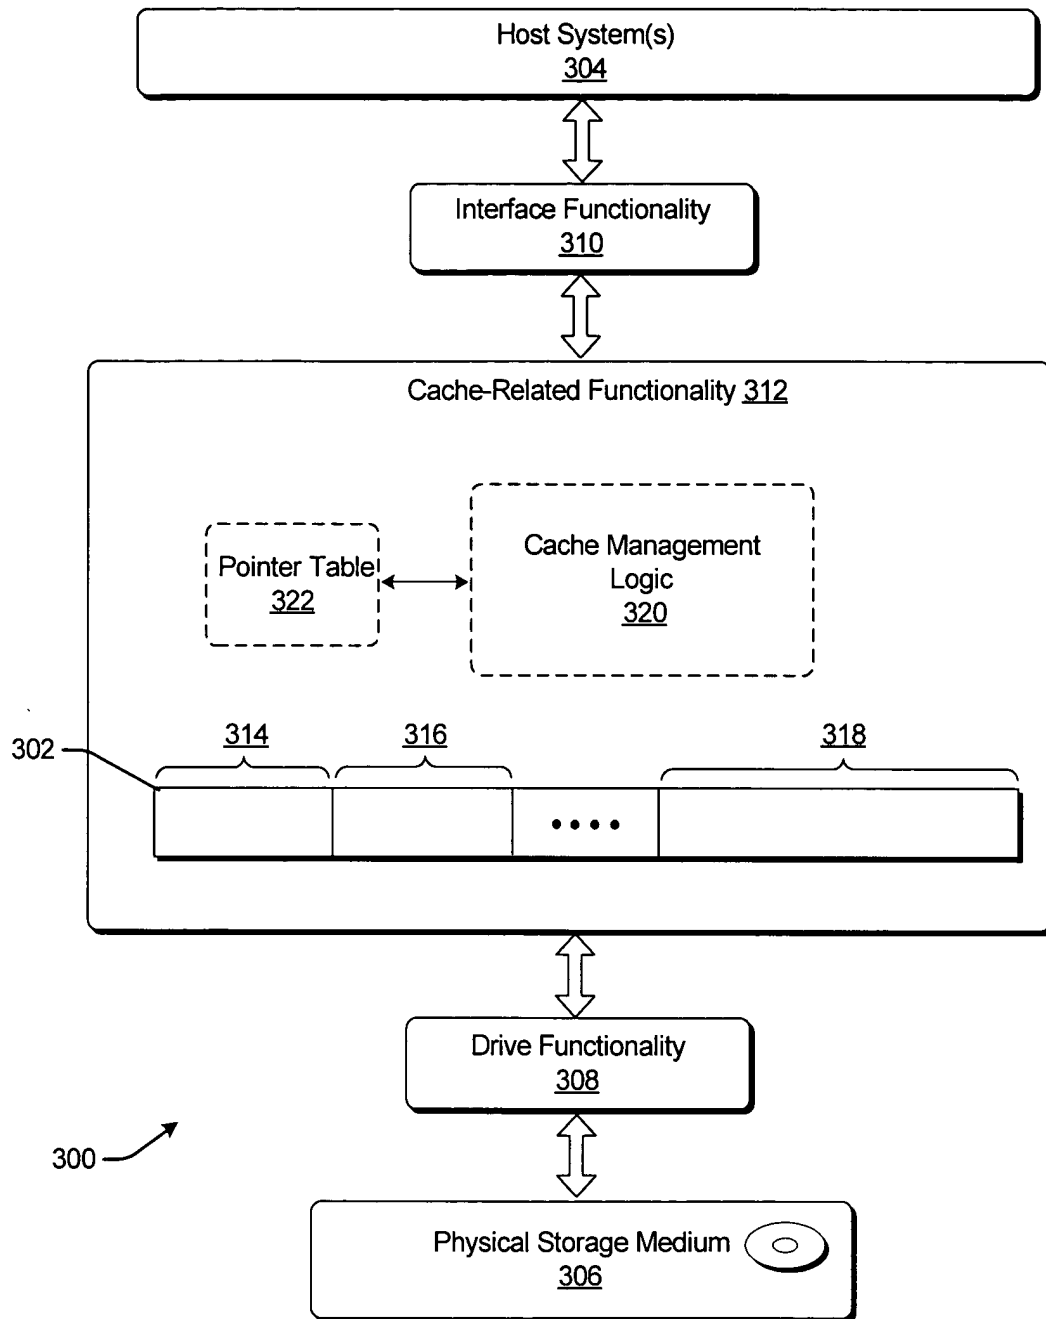 Host System(s)
304
Interface Functionality
310
Cache-Related Functionality 312
Cache Management
Logic
320
Pointer Table
322
314 316 318
302
Drive Functionality
308
300
Physical Storage Medium
306